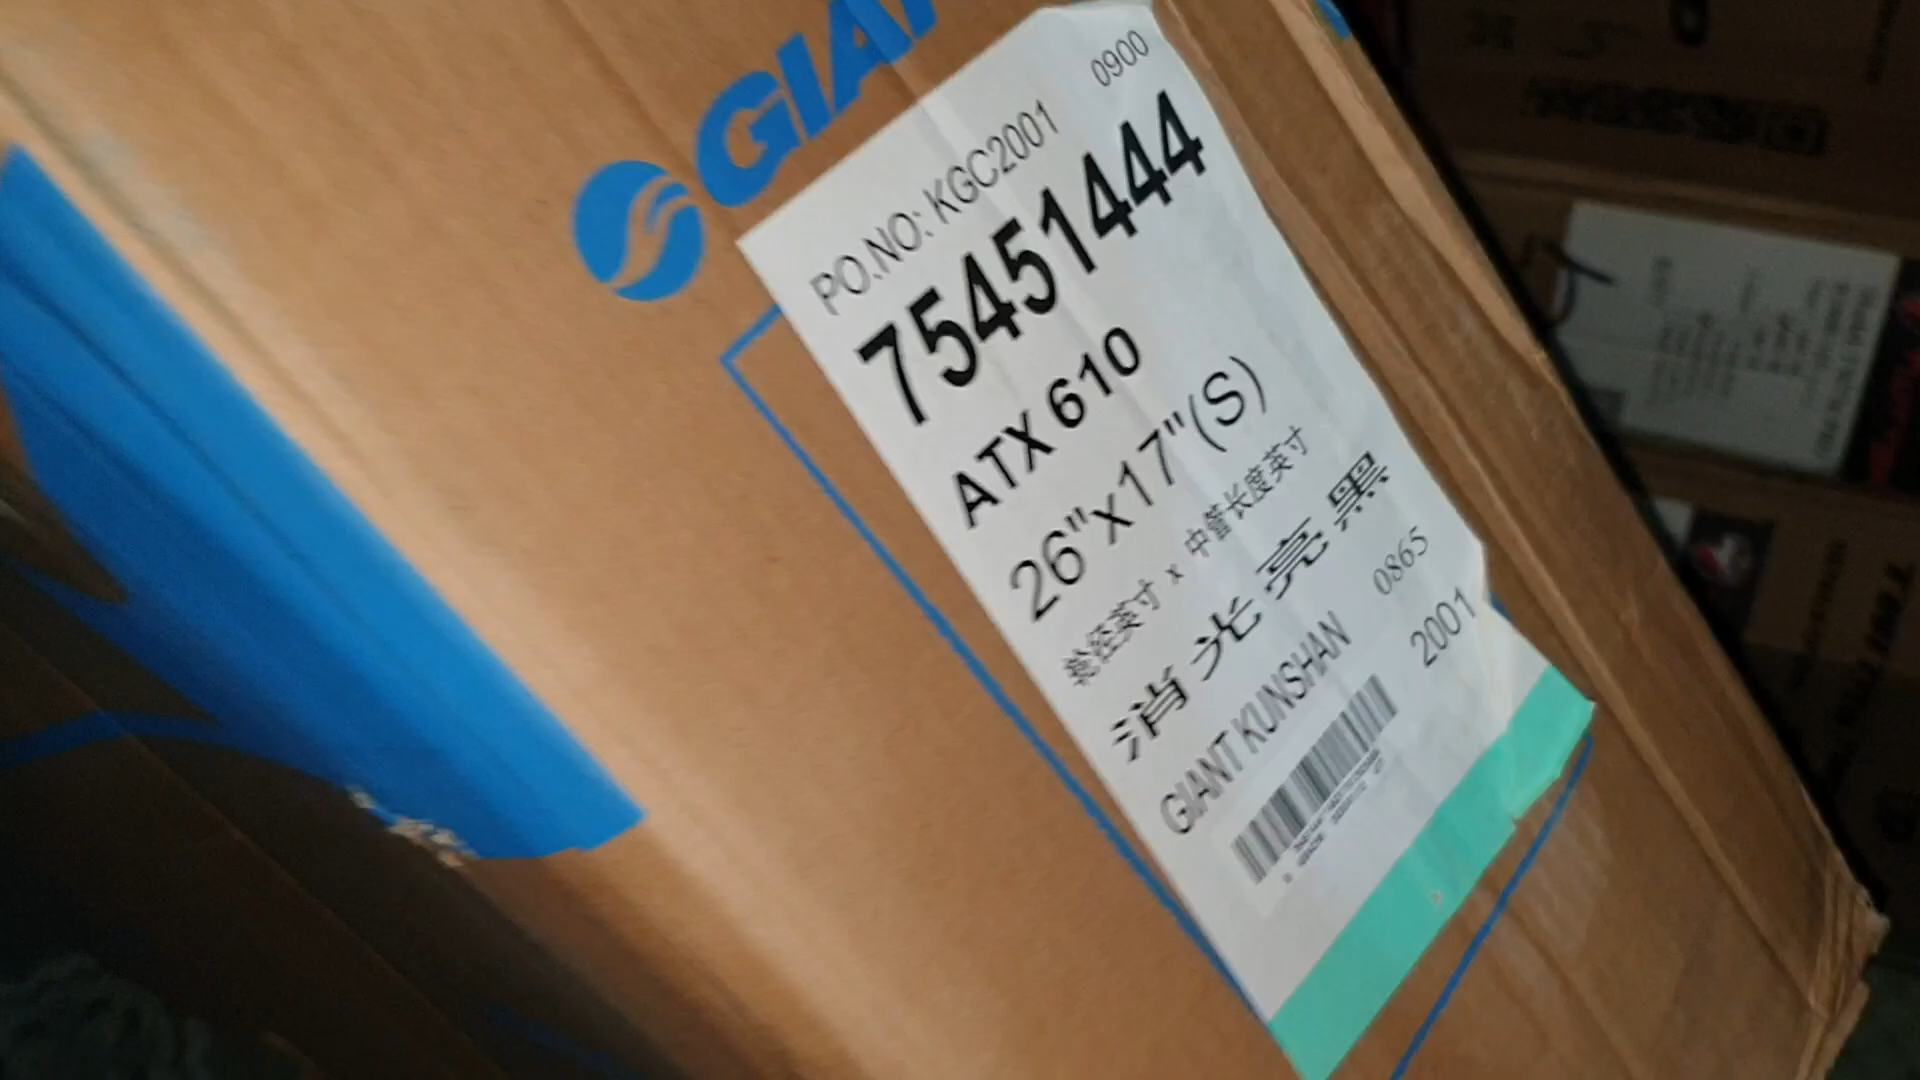 GIAN
PO.NO: KGC2001 0900
75451444
ATX 610
26"x17"(S)
轮径英寸 x 中管长度英寸
消光亮黑 0865
GIANT KUNSHAN 2001